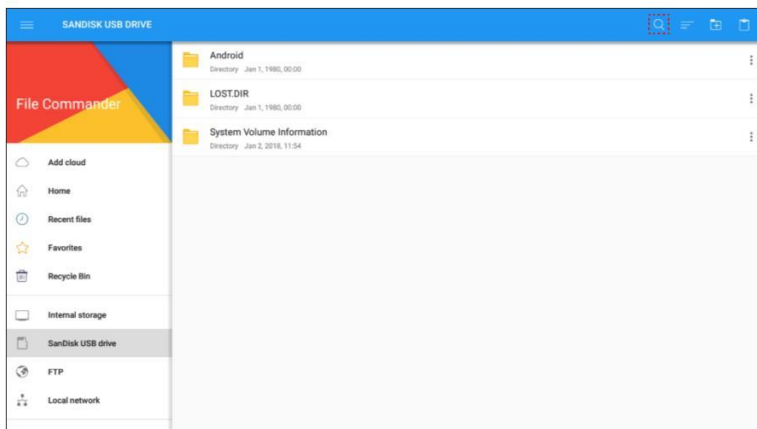 SANDISK USB DRIVE
File Commander
Add cloud
Home
Recent files
Favorites
Recycle Bin
Internal storage
SanDisk USB drive
FTP
Local network
Android
Directory Jan 1, 1980, 00:00
LOST.DIR
Directory Jan 1, 1980, 00:00
System Volume Information
Directory Jan 2, 2018, 11:54